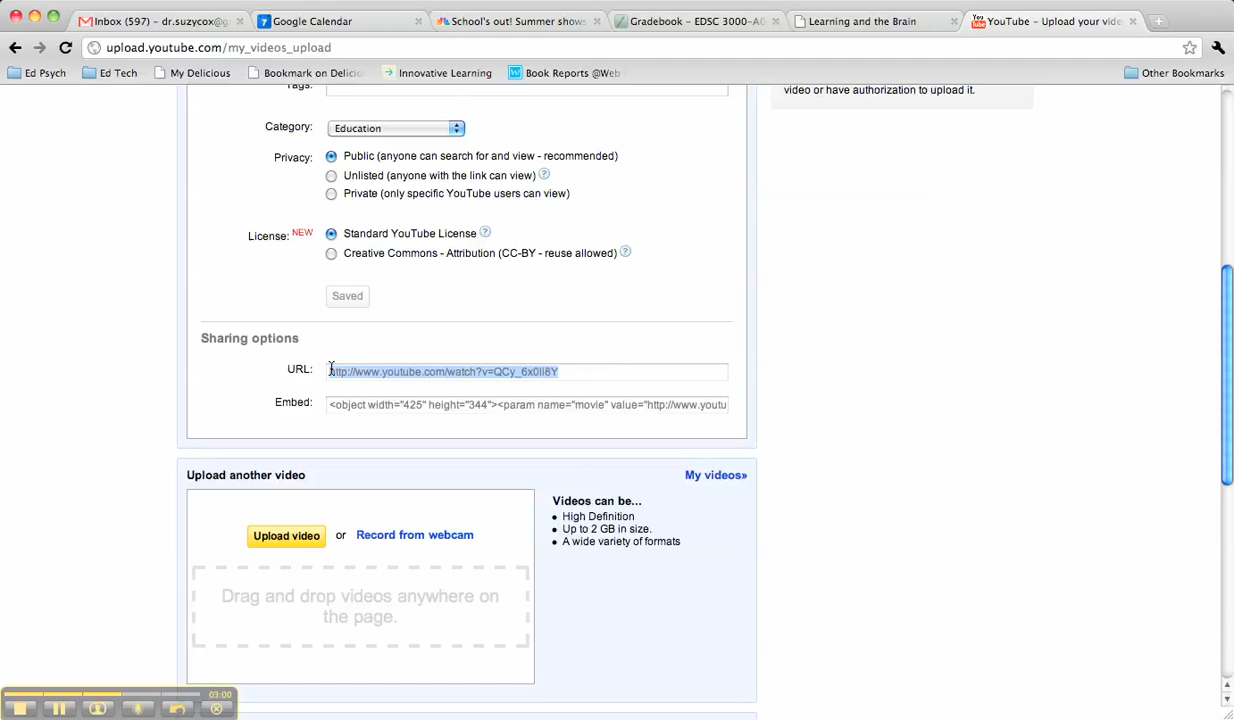 Inbox (597) - dr.suzycox@g
Google Calendar
School's out! Summer shows
Gradebook - EDSC 3000-A0
Learning and the Brain
YouTube - Upload your vide
upload.youtube.com/my_videos_upload
Ed Psych
Ed Tech
My Delicious
Bookmark on Delicio
Innovative Learning
Book Reports @Web
Other Bookmarks
Tags:
video or have authorization to upload it.
Category:
Education
Privacy:
Public (anyone can search for and view - recommended)
Unlisted (anyone with the link can view) ?
Private (only specific YouTube users can view)
License: NEW
Standard YouTube License ?
Creative Commons - Attribution (CC-BY - reuse allowed) ?
Saved
Sharing options
URL:
http://www.youtube.com/watch?v=QCy_6x0li8Y
Embed:
<object width="425" height="344"><param name="movie" value="http://www.youtu
Upload another video
My videos»
Upload video
or
Record from webcam
Drag and drop videos anywhere on
the page.
Videos can be...
• High Definition
• Up to 2 GB in size.
• A wide variety of formats
03:00